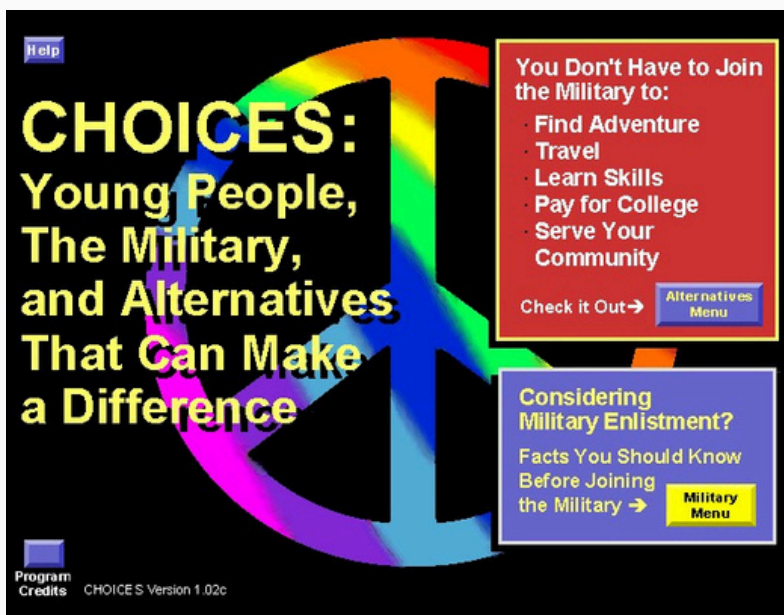 Help
CHOICES:
Young People,
The Military,
and Alternatives
That Can Make
a Difference
You Don't Have to Join
the Military to:
· Find Adventure
· Travel
· Learn Skills
· Pay for College
· Serve Your
Community
Check it Out→
Alternatives
Menu
Considering
Military Enlistment?
Facts You Should Know
Before Joining
the Military →
Military
Menu
Program
Credits
CHOICES Version 1.02c